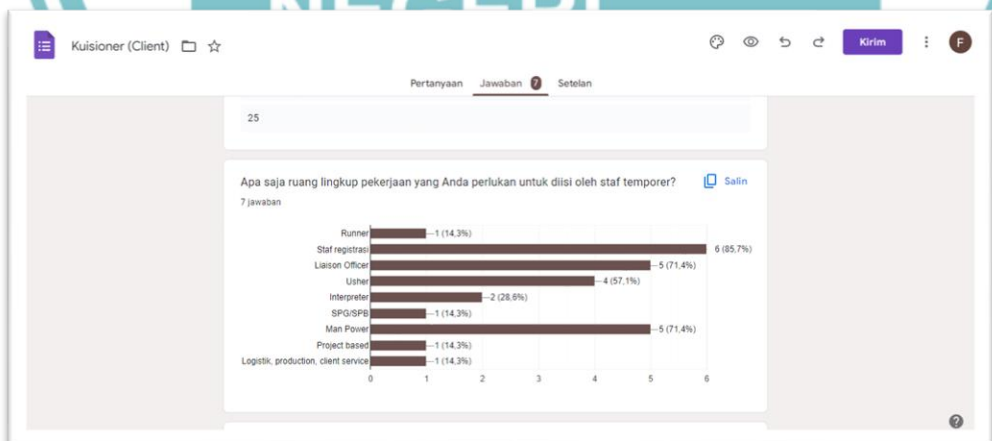 NEGERI
Kuisioner (Client)
Kirim
F
Pertanyaan Jawaban 7 Setelan
25
Apa saja ruang lingkup pekerjaan yang Anda perlukan untuk diisi oleh staf temporer?
Salin
7 jawaban
Runner 1 (14,3%)
Staf registrasi 6 (85,7%)
Liaison Officer 5 (71,4%)
Usher 4 (57,1%)
Interpreter 2 (28,6%)
SPG/SPB 1 (14,3%)
Man Power 5 (71,4%)
Project based 1 (14,3%)
Logistik, production, client service 1 (14,3%)
0 1 2 3 4 5 6